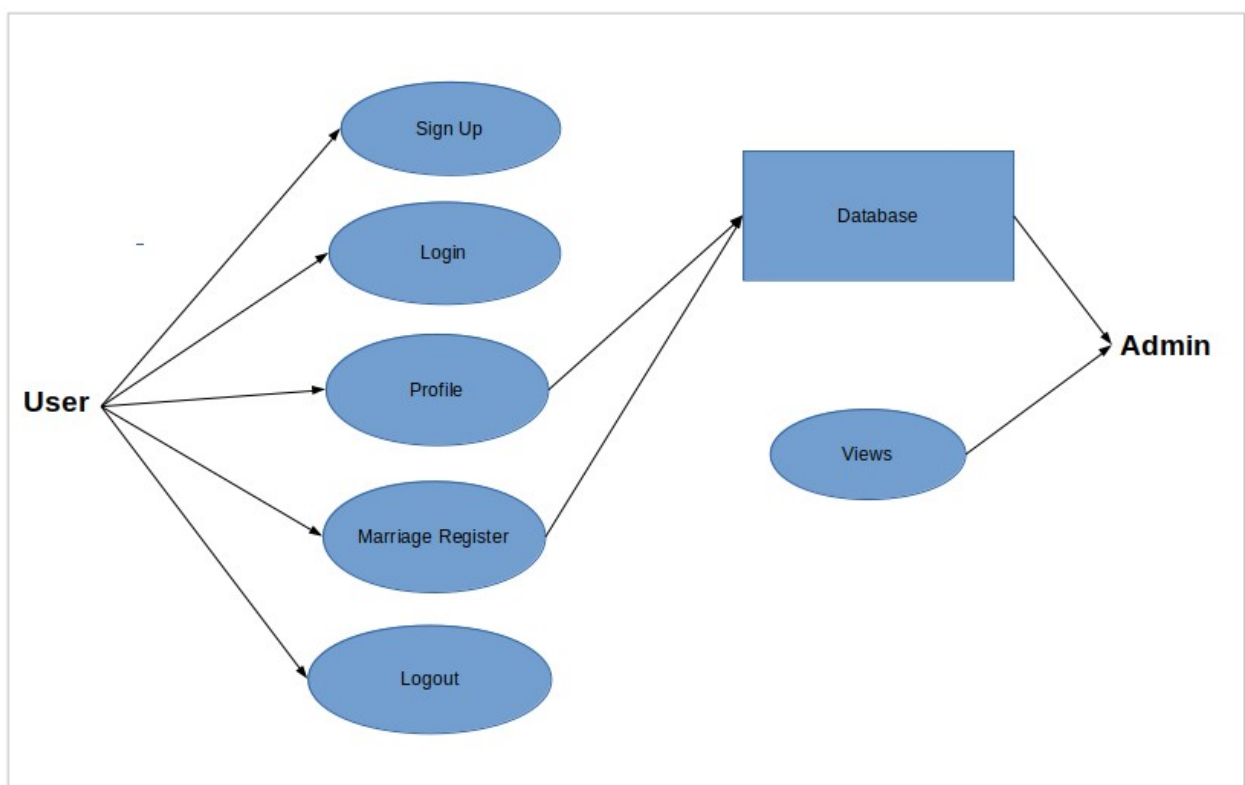 Sign Up
Login
Profile
Marriage Register
Logout
User
Database
Views
Admin